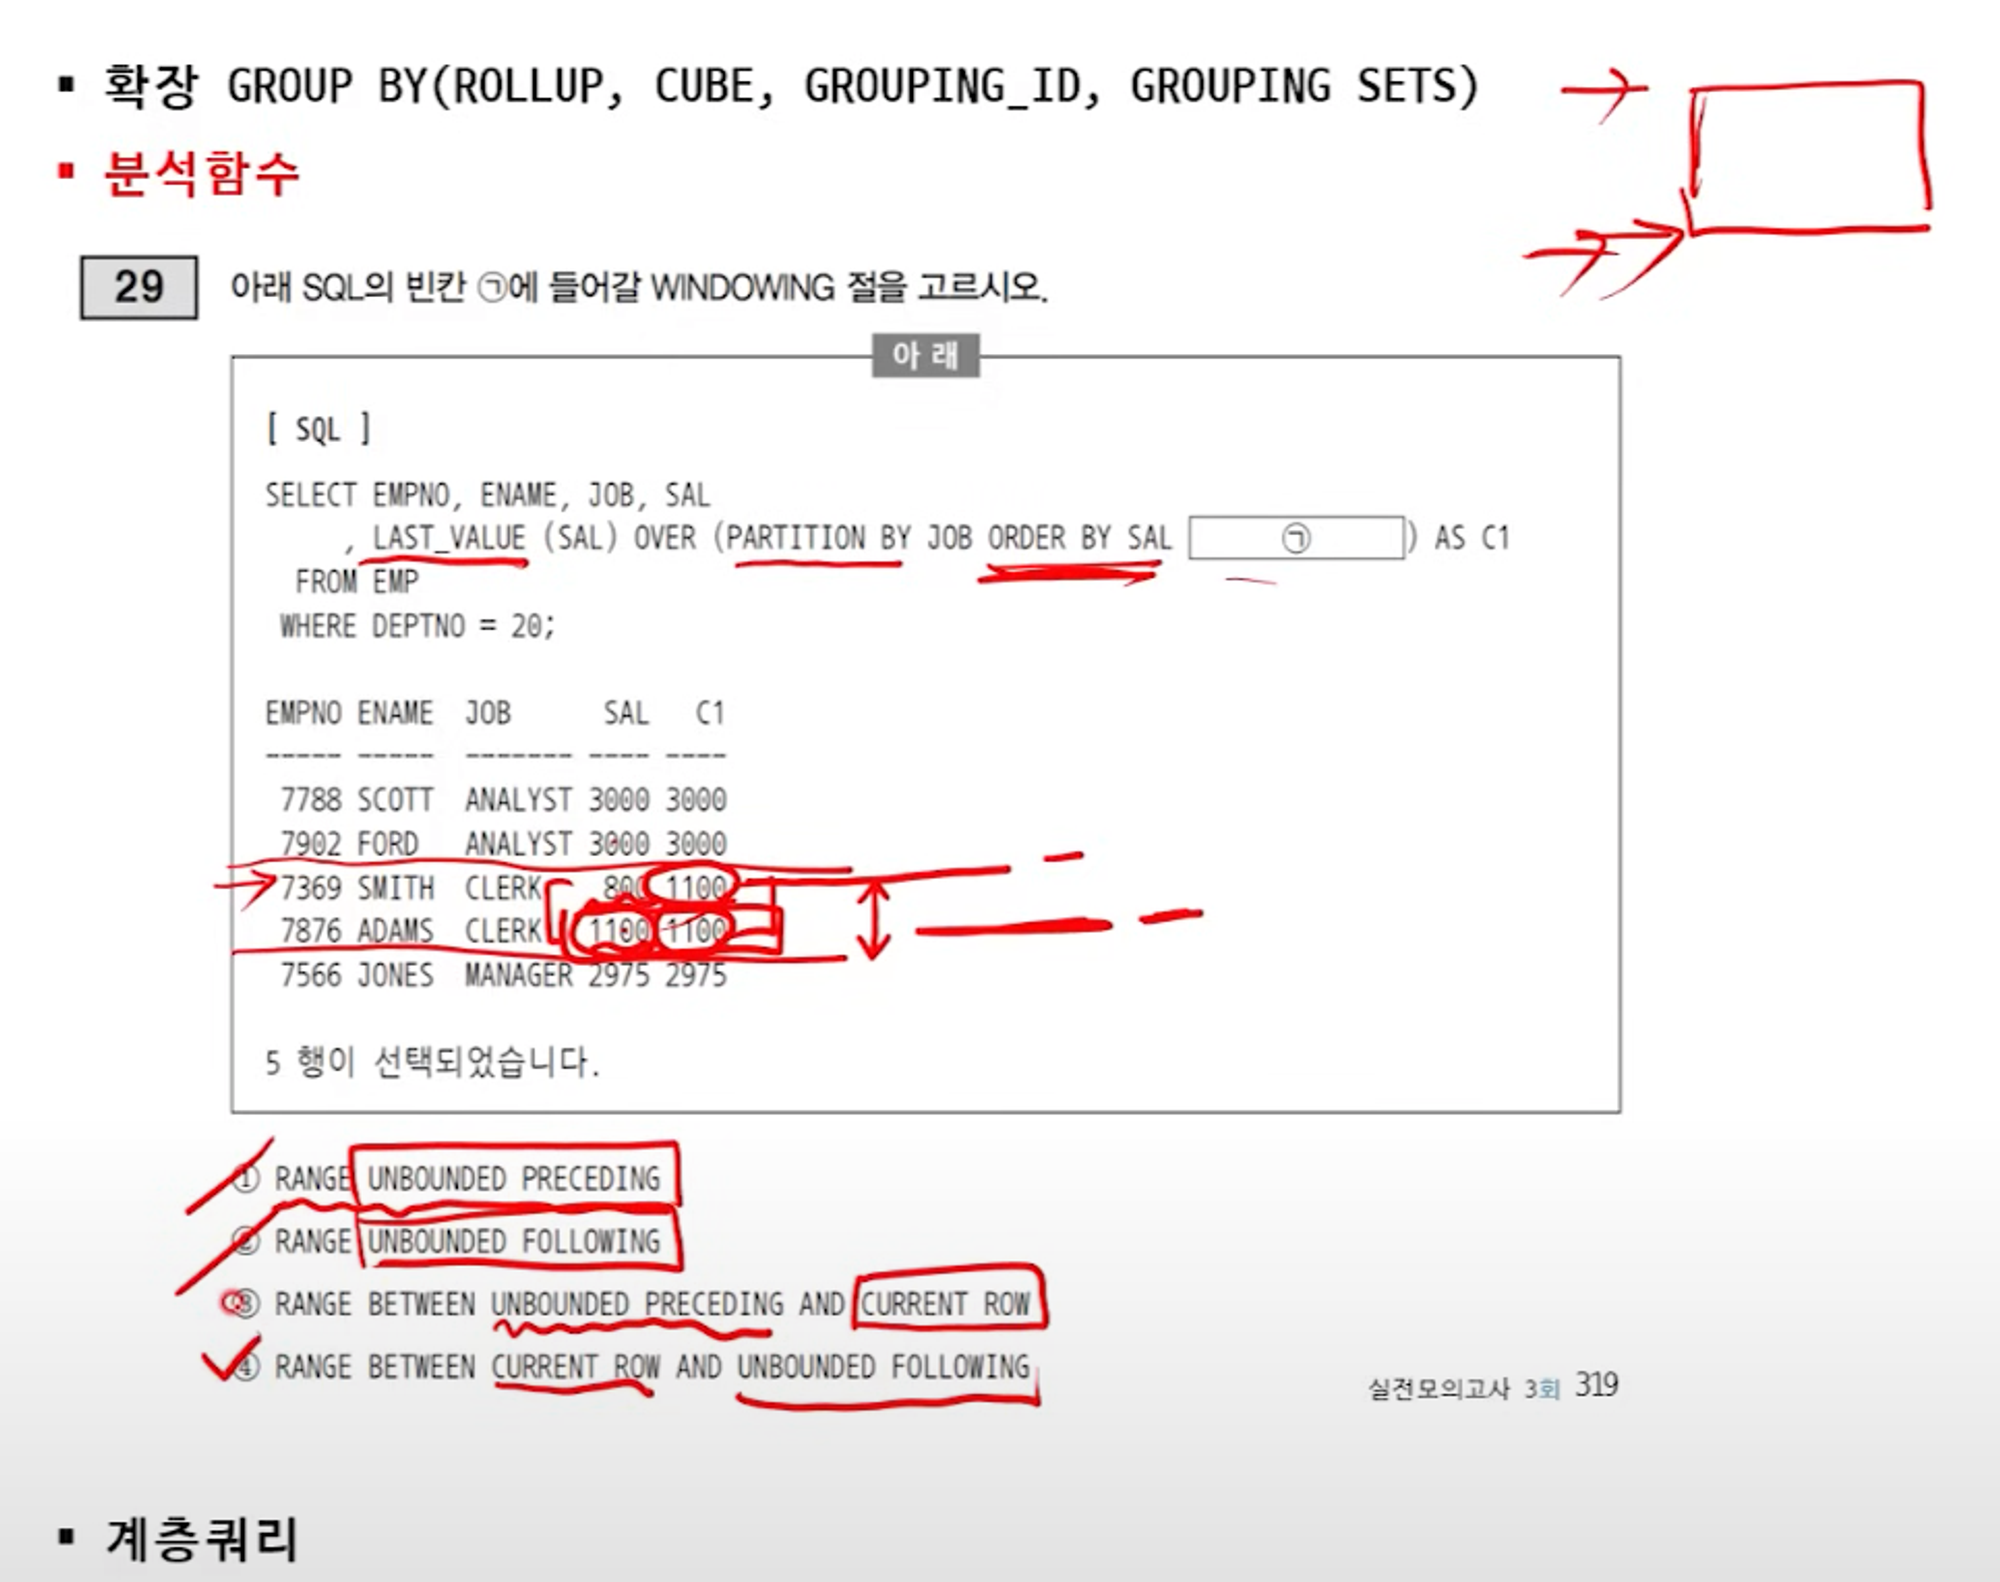 ▪ 확장 GROUP BY(ROLLUP, CUBE, GROUPING_ID, GROUPING SETS)
▪ 분석함수
29 아래 SQL의 빈칸 ㉠에 들어갈 WINDOWING 절을 고르시오.
아 래
[ SQL ]
SELECT EMPNO, ENAME, JOB, SAL
, LAST_VALUE (SAL) OVER (PARTITION BY JOB ORDER BY SAL ㉠ ) AS C1
FROM EMP
WHERE DEPTNO = 20;
EMPNO ENAME JOB SAL C1
----- ----- ------- ---- ----
7788 SCOTT ANALYST 3000 3000
7902 FORD ANALYST 3000 3000
7369 SMITH CLERK 800 1100
7876 ADAMS CLERK 1100 1100
7566 JONES MANAGER 2975 2975
5 행이 선택되었습니다.
① RANGE UNBOUNDED PRECEDING
② RANGE UNBOUNDED FOLLOWING
③ RANGE BETWEEN UNBOUNDED PRECEDING AND CURRENT ROW
④ RANGE BETWEEN CURRENT ROW AND UNBOUNDED FOLLOWING
실전모의고사 3회 319
▪ 계층쿼리